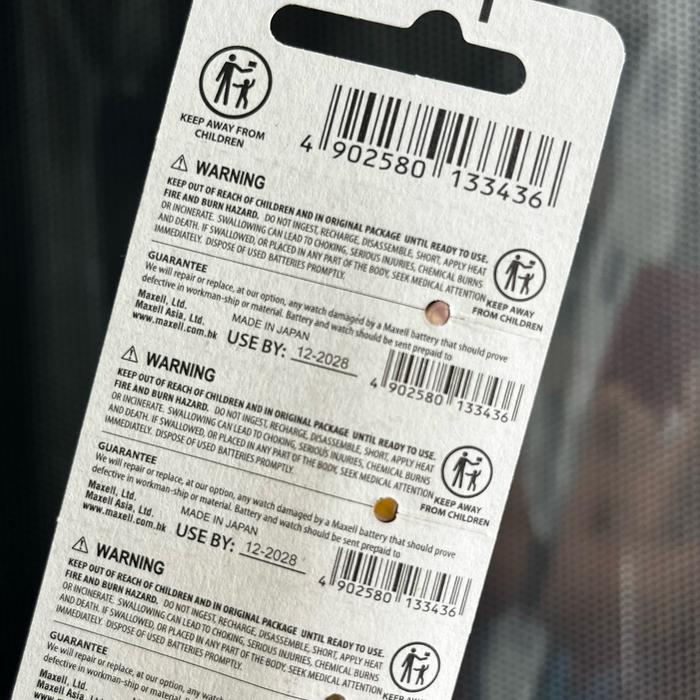 KEEP AWAY FROM
CHILDREN
4 902580 133436
WARNING
KEEP OUT OF REACH OF CHILDREN AND IN ORIGINAL PACKAGE UNTIL READY TO USE.
FIRE AND BURN HAZARD. DO NOT INGEST, RECHARGE, DISASSEMBLE, SHORT, APPLY HEAT
OR INCINERATE. SWALLOWING CAN LEAD TO CHOKING, SERIOUS INJURIES, CHEMICAL BURNS
AND DEATH. IF SWALLOWED, OR PLACED IN ANY PART OF THE BODY, SEEK MEDICAL ATTENTION
IMMEDIATELY. DISPOSE OF USED BATTERIES PROMPTLY.
KEEP AWAY
FROM CHILDREN
GUARANTEE
We will repair or replace, at our option, any watch damaged by a Maxell battery that should prove
defective in workman-ship or material. Battery and watch should be sent prepaid to
Maxell, Ltd.
Maxell Asia, Ltd.
www.maxell.com.hk
MADE IN JAPAN
USE BY: 12-2028
4 902580 133436
WARNING
KEEP OUT OF REACH OF CHILDREN AND IN ORIGINAL PACKAGE UNTIL READY TO USE.
FIRE AND BURN HAZARD. DO NOT INGEST, RECHARGE, DISASSEMBLE, SHORT, APPLY HEAT
OR INCINERATE. SWALLOWING CAN LEAD TO CHOKING, SERIOUS INJURIES, CHEMICAL BURNS
AND DEATH. IF SWALLOWED, OR PLACED IN ANY PART OF THE BODY, SEEK MEDICAL ATTENTION
IMMEDIATELY. DISPOSE OF USED BATTERIES PROMPTLY.
KEEP AWAY
FROM CHILDREN
GUARANTEE
We will repair or replace, at our option, any watch damaged by a Maxell battery that should prove
defective in workman-ship or material. Battery and watch should be sent prepaid to
Maxell, Ltd.
Maxell Asia, Ltd.
www.maxell.com.hk
MADE IN JAPAN
USE BY: 12-2028
4 902580 133436
WARNING
KEEP OUT OF REACH OF CHILDREN AND IN ORIGINAL PACKAGE UNTIL READY TO USE.
FIRE AND BURN HAZARD. DO NOT INGEST, RECHARGE, DISASSEMBLE, SHORT, APPLY HEAT
OR INCINERATE. SWALLOWING CAN LEAD TO CHOKING, SERIOUS INJURIES, CHEMICAL BURNS
AND DEATH. IF SWALLOWED, OR PLACED IN ANY PART OF THE BODY, SEEK MEDICAL ATTENTION
IMMEDIATELY. DISPOSE OF USED BATTERIES PROMPTLY.
KEEP
GUARANTEE
We will repair or replace, at our option, any watch
defective in workman-ship or material. Battery
Maxell, Ltd.